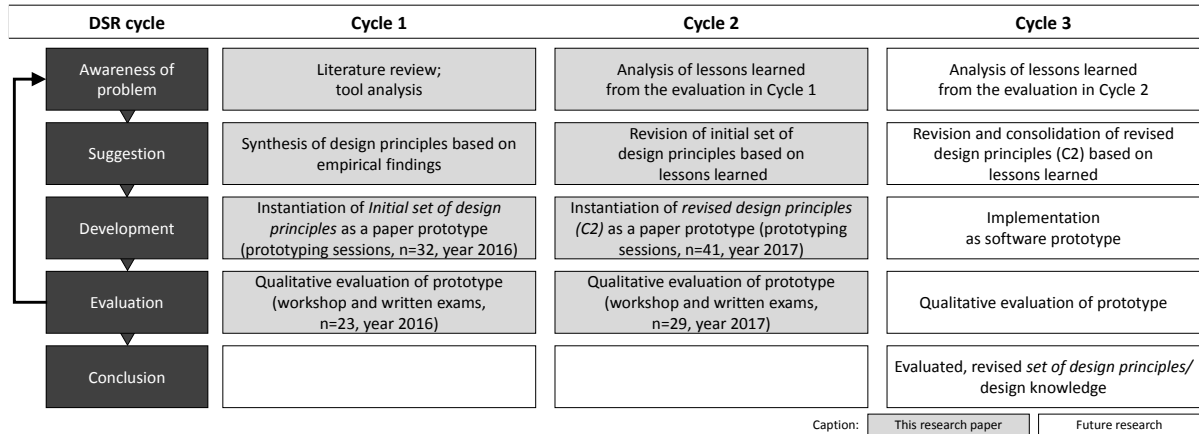 DSR cycle
Cycle 1
Cycle 2
Cycle 3
Awareness of
problem
Literature review;
tool analysis
Analysis of lessons learned
from the evaluation in Cycle 1
Analysis of lessons learned
from the evaluation in Cycle 2
Suggestion
Synthesis of design principles based on
empirical findings
Revision of initial set of
design principles based on
lessons learned
Revision and consolidation of revised
design principles (C2) based on
lessons learned
Development
Instantiation of Initial set of design
principles as a paper prototype
(prototyping sessions, n=32, year 2016)
Instantiation of revised design principles
(C2) as a paper prototype (prototyping
sessions, n=41, year 2017)
Implementation
as software prototype
Evaluation
Qualitative evaluation of prototype
(workshop and written exams,
n=23, year 2016)
Qualitative evaluation of prototype
(workshop and written exams,
n=29, year 2017)
Qualitative evaluation of prototype
Conclusion
Evaluated, revised set of design principles/
design knowledge
Caption:
This research paper
Future research